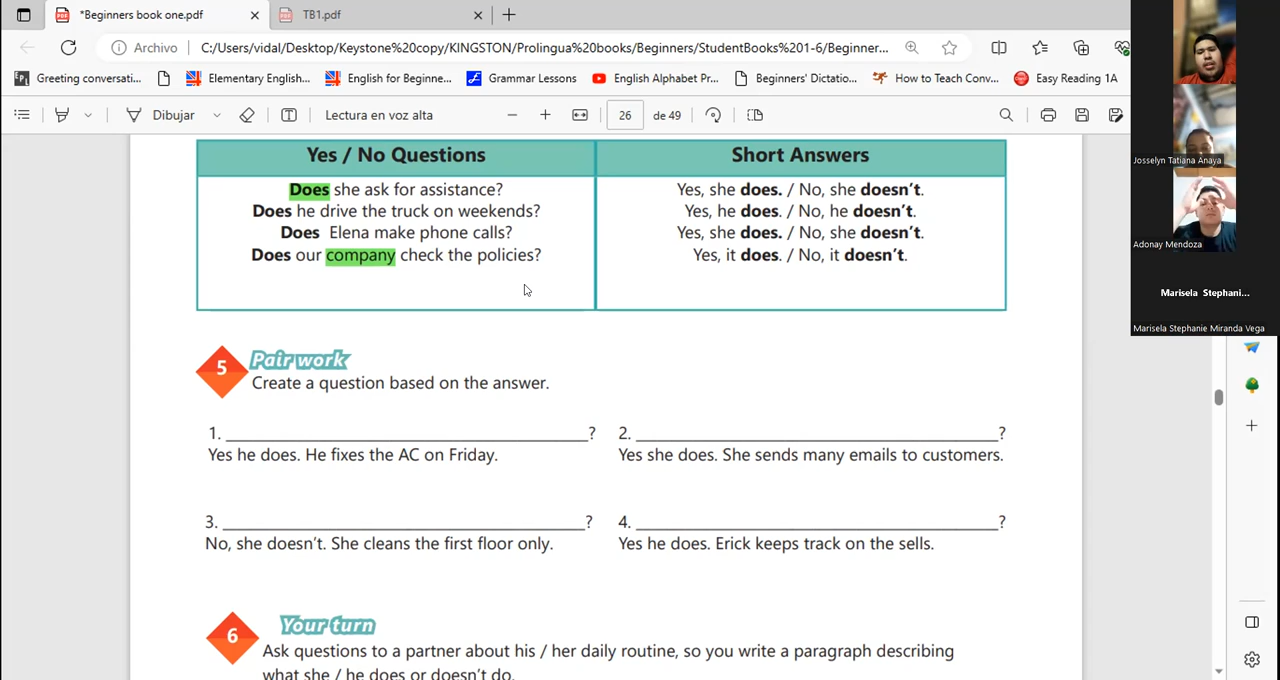 *Beginners book one.pdf
TB1.pdf
Archivo
C:/Users/vidal/Desktop/Keystone%20copy/KINGSTON/Prolingua%20books/Beginners/StudentBooks%201-6/Beginner...
Greeting conversati...
Elementary English...
English for Beginne...
Grammar Lessons
English Alphabet Pr...
Beginners' Dictatio...
How to Teach Conv...
Easy Reading 1A
Dibujar
Lectura en voz alta
26
de 49
Yes / No Questions
Short Answers
Does she ask for assistance?
Yes, she does. / No, she doesn't.
Does he drive the truck on weekends?
Yes, he does. / No, he doesn't.
Does Elena make phone calls?
Yes, she does. / No, she doesn't.
Does our company check the policies?
Yes, it does. / No, it doesn't.
5
Pair work
Create a question based on the answer.
1. ______________________________________________?
Yes he does. He fixes the AC on Friday.
2. ______________________________________________?
Yes she does. She sends many emails to customers.
3. ______________________________________________?
No, she doesn't. She cleans the first floor only.
4. ______________________________________________?
Yes he does. Erick keeps track on the sells.
6
Your turn
Ask questions to a partner about his / her daily routine, so you write a paragraph describing
what she / he does or doesn't do.
Josselyn Tatiana Anaya
Adonay Mendoza
Marisela Stephani...
Marisela Stephanie Miranda Vega